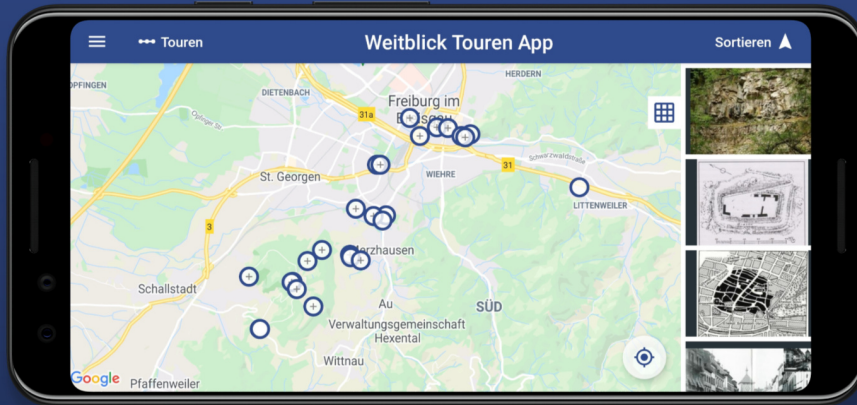 Touren
Weitblick Touren App
Sortieren
HERDERN
DIETENBACH
Freiburg im
31a
St. Georgen
WIEHRE
31
Schwarzwaldstraße
LITTENWEILER
3
Merzhausen
Schallstadt
Au
SÜD
Verwaltungsgemeinschaft
Hexental
Wittnau
Google
Pfaffenweiler